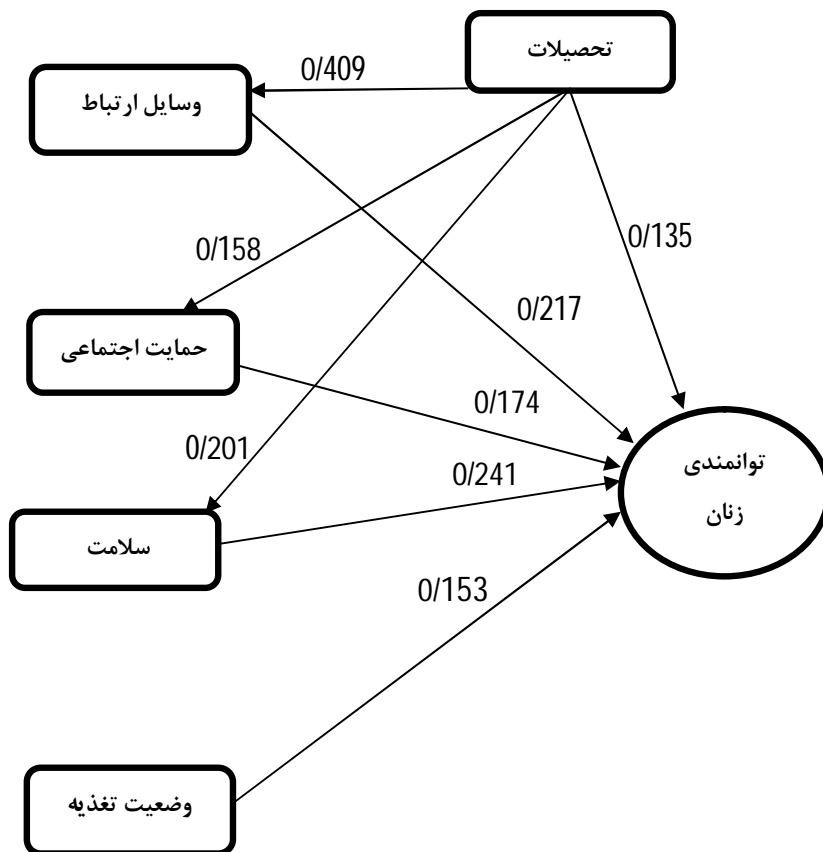 تحصیلات
0/409
وسایل ارتباط
0/158
0/135
0/217
حمایت اجتماعی
0/174
0/201
0/241
توانمندی
زنان
سلامت
0/153
وضعیت تغذیه